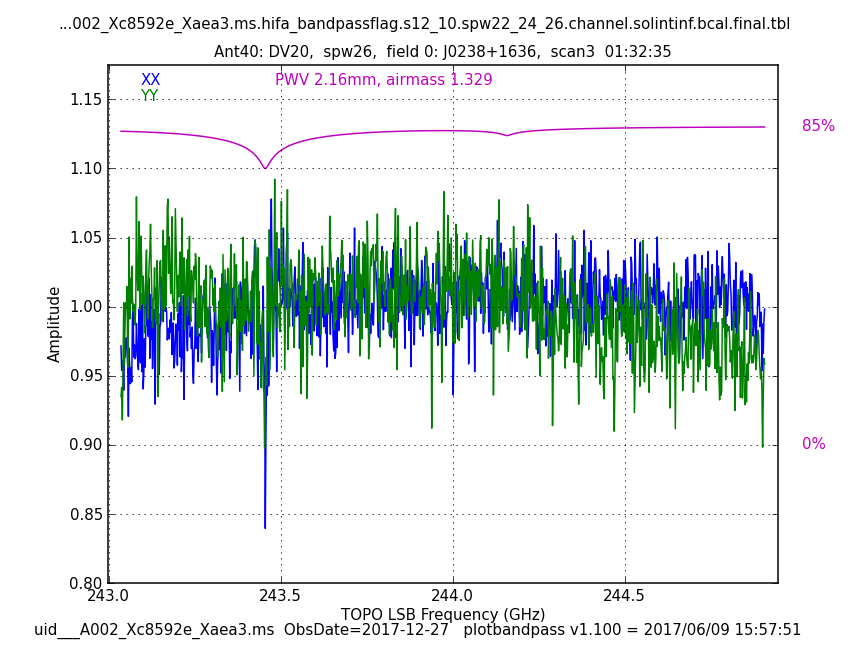 ...002_Xc8592e_Xaea3.ms.hifa_bandpassflag.s12_10.spw22_24_26.channel.solintinf.bcal.final.tbl
Ant40: DV20,  spw26,  field 0: J0238+1636,  scan3  01:32:35
XX
PWV 2.16mm, airmass 1.329
YY
1.15
85%
1.10
1.05
1.00
Amplitude
0.95
0.90
0%
0.85
0.80
243.0
243.5
244.0
244.5
TOPO LSB Frequency (GHz)
uid___A002_Xc8592e_Xaea3.ms  ObsDate=2017-12-27   plotbandpass v1.100 = 2017/06/09 15:57:51